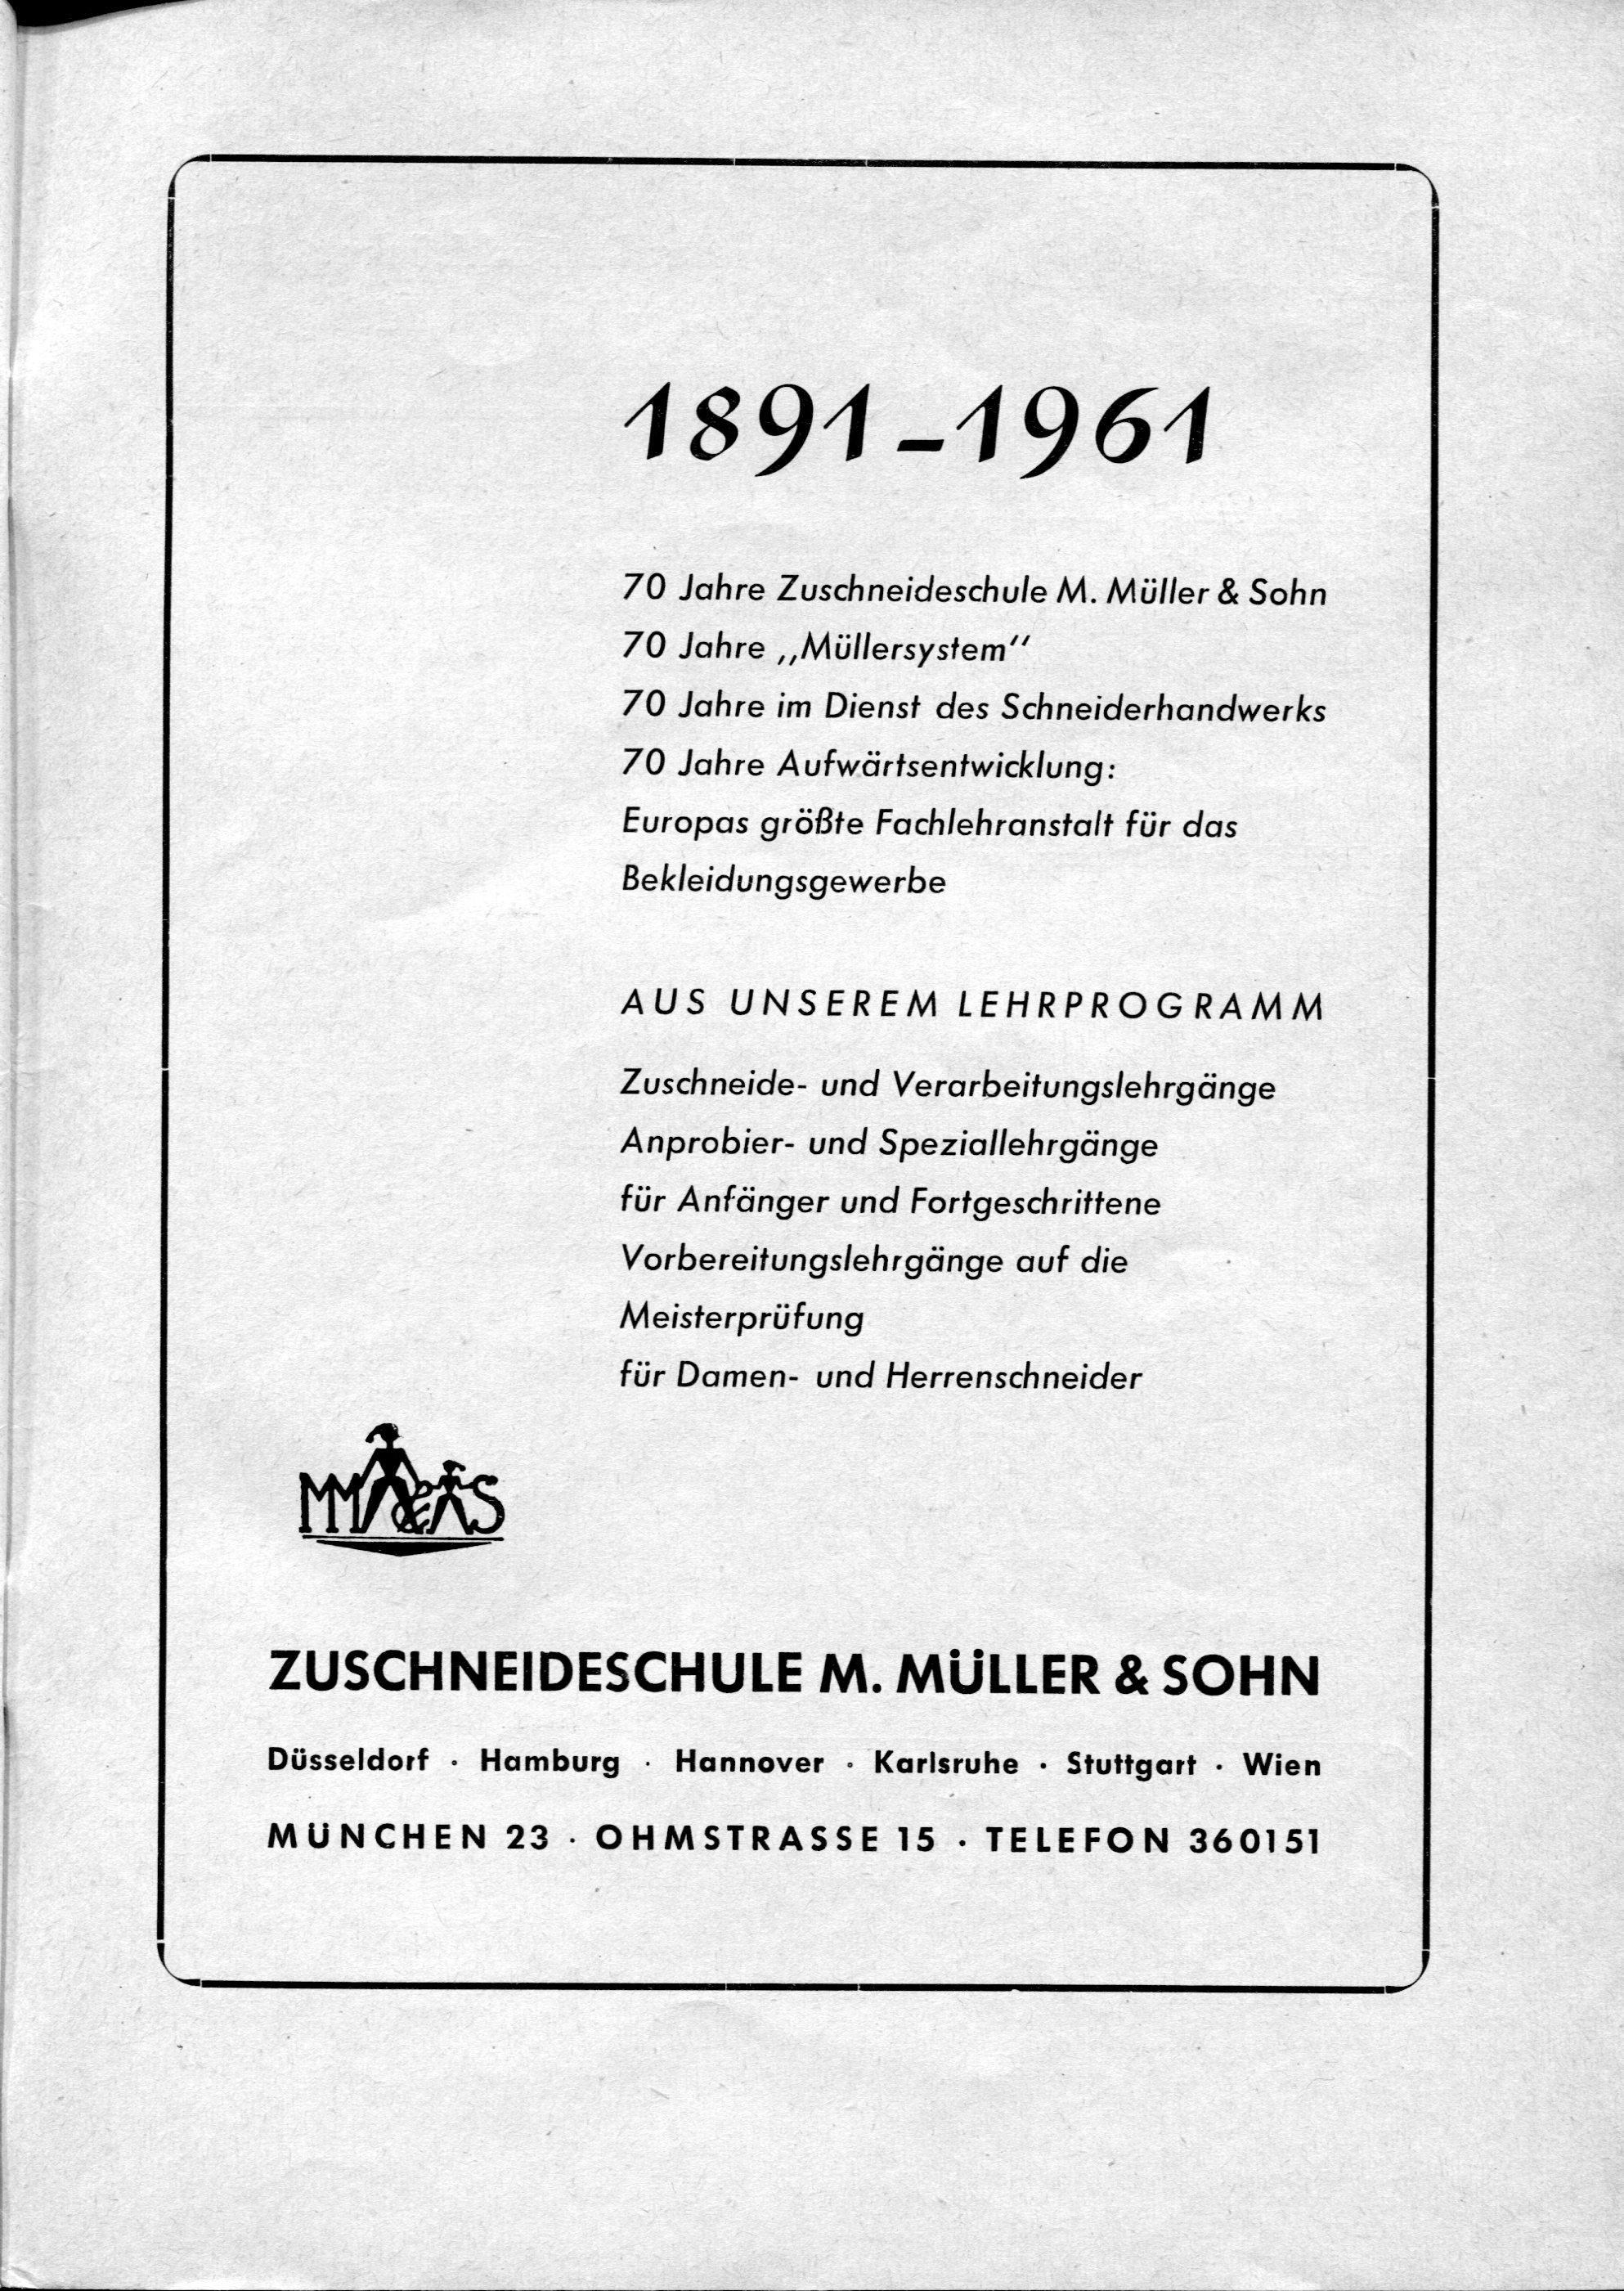 1891-1961
70 Jahre Zuschneideschule M. Müller & Sohn
70 Jahre ,,Müllersystem''
70 Jahre im Dienst des Schneiderhandwerks
70 Jahre Aufwärtsentwicklung:
Europas größte Fachlehranstalt für das
Bekleidungsgewerbe
AUS UNSEREM LEHRPROGRAMM
Zuschneide- und Verarbeitungslehrgänge
Anprobier- und Speziallehrgänge
für Anfänger und Fortgeschrittene
Vorbereitungslehrgänge auf die
Meisterprüfung
für Damen- und Herrenschneider
MM&S
ZUSCHNEIDESCHULE M. MÜLLER & SOHN
Düsseldorf · Hamburg · Hannover · Karlsruhe · Stuttgart · Wien
MÜNCHEN 23 · OHMSTRASSE 15 · TELEFON 360151